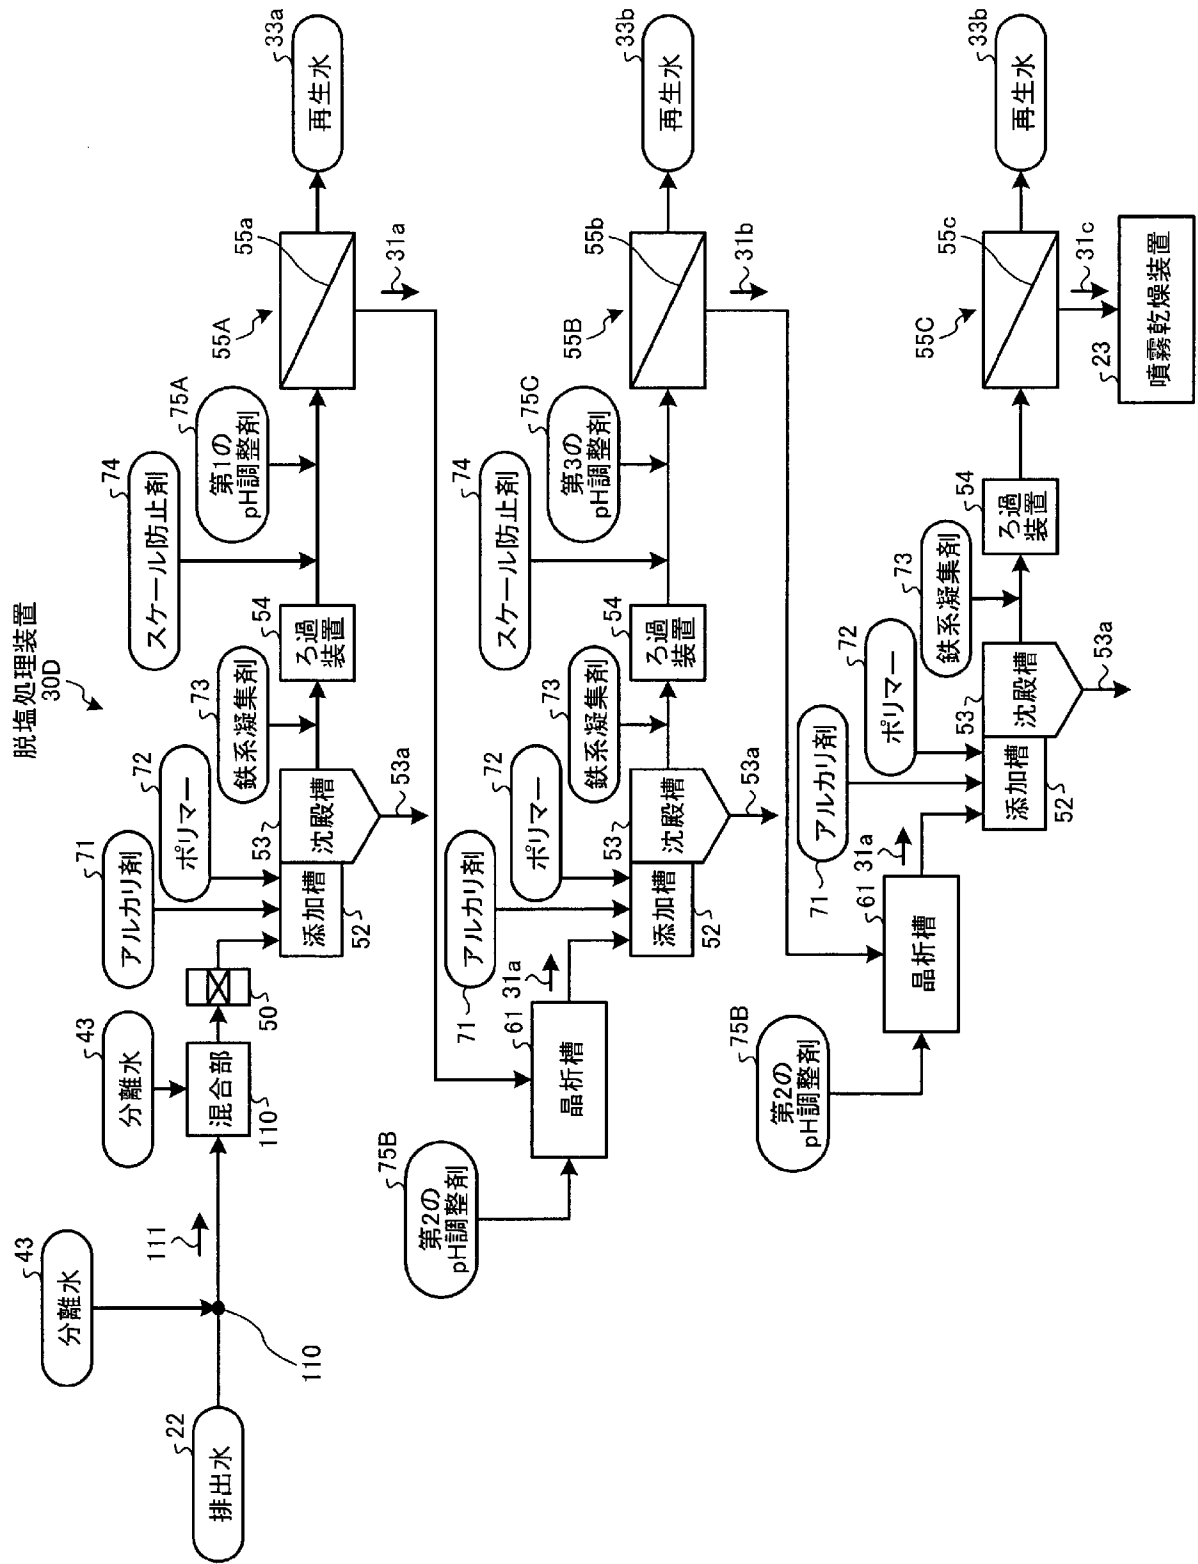 脱塩処理装置
30D
排出水
22
分離水
43
110
111
分離水
43
混合部
110
50
アルカリ剤
71
ポリマー
72
添加槽
52
沈殿槽
53
53a
鉄系凝集剤
73
ろ過
装置
54
スケール防止剤
74
第1の
pH調整剤
75A
55A
55a
31a
再生水
33a
第2の
pH調整剤
75B
晶析槽
61
31a
アルカリ剤
71
ポリマー
72
添加槽
52
沈殿槽
53
53a
鉄系凝集剤
73
ろ過
装置
54
スケール防止剤
74
第3の
pH調整剤
75C
55B
55b
31b
再生水
33b
第2の
pH調整剤
75B
晶析槽
61
31a
アルカリ剤
71
ポリマー
72
添加槽
52
沈殿槽
53
53a
鉄系凝集剤
73
ろ過
装置
54
55C
55c
31c
再生水
33b
噴霧乾燥装置
23